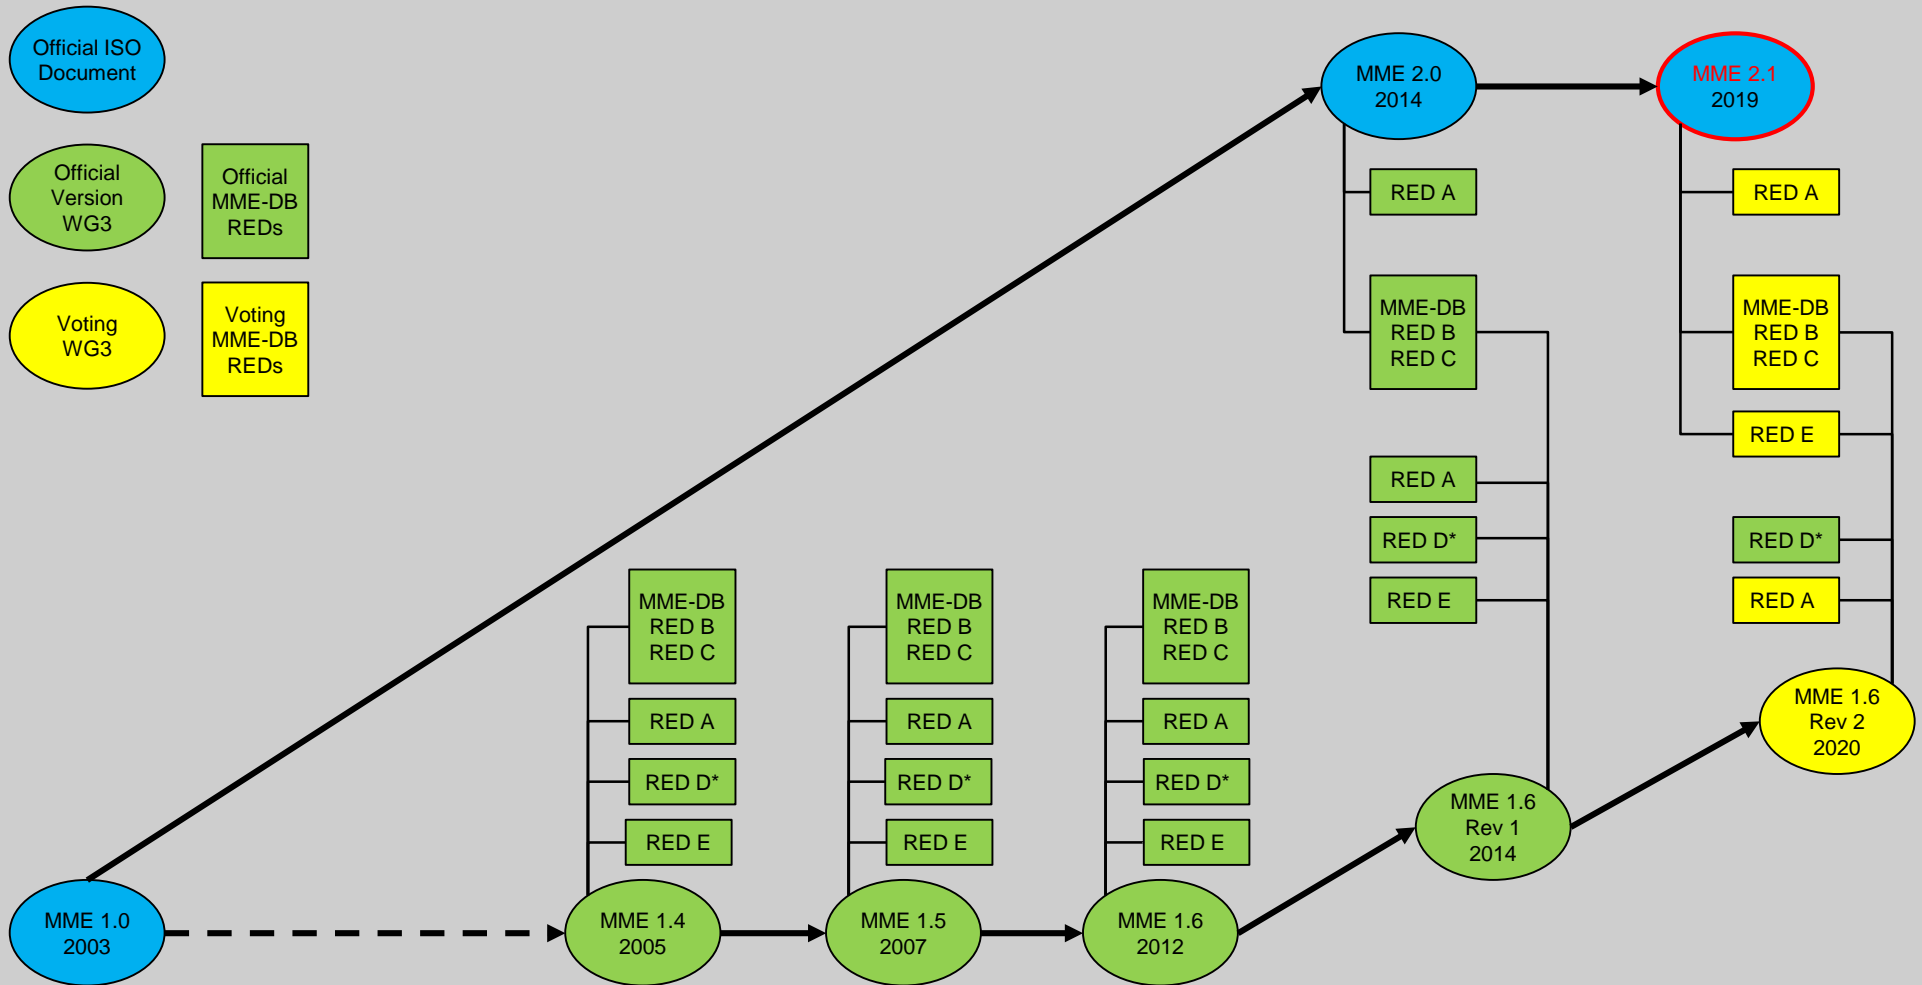 Official ISO
Document
Official
Version
WG3
Official
MME-DB
REDs
Voting
WG3
Voting
MME-DB
REDs
MME 2.0
2014
MME 2.1
2019
RED A
RED A
MME-DB
RED B
RED C
MME-DB
RED B
RED C
RED E
RED A
RED D*
RED D*
RED E
RED A
MME-DB
RED B
RED C
MME-DB
RED B
RED C
MME-DB
RED B
RED C
RED A
RED A
RED A
RED D*
RED D*
RED D*
RED E
RED E
RED E
MME 1.6
Rev 2
2020
MME 1.6
Rev 1
2014
MME 1.0
2003
MME 1.4
2005
MME 1.5
2007
MME 1.6
2012